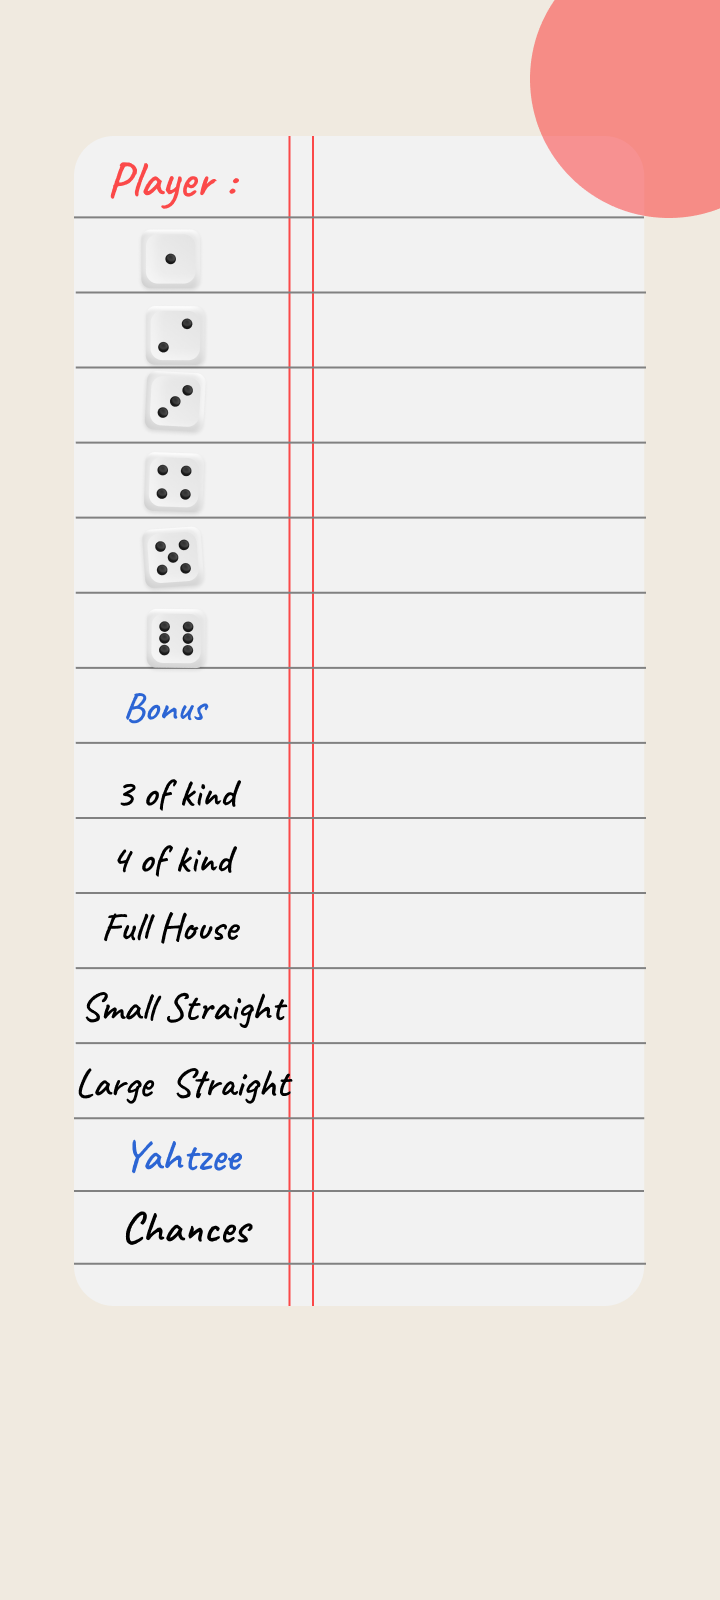 Player :
Bonus
3 of kind
4 of kind
Full House
Small Straight
Large Straight
Yahtzee
Chances